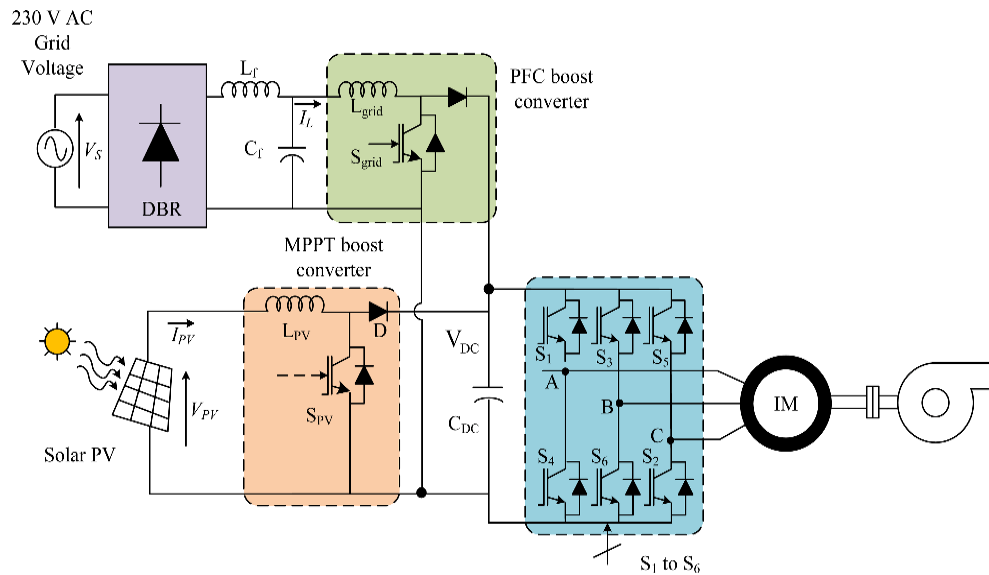 230 V AC
Grid
Voltage
V_S
DBR
L_f
C_f
I_L
L_grid
S_grid
PFC boost
converter
MPPT boost
converter
I_PV
V_PV
Solar PV
L_PV
D
S_PV
V_DC
C_DC
S_1
S_3
S_5
A
B
C
S_4
S_6
S_2
S_1 to S_6
IM